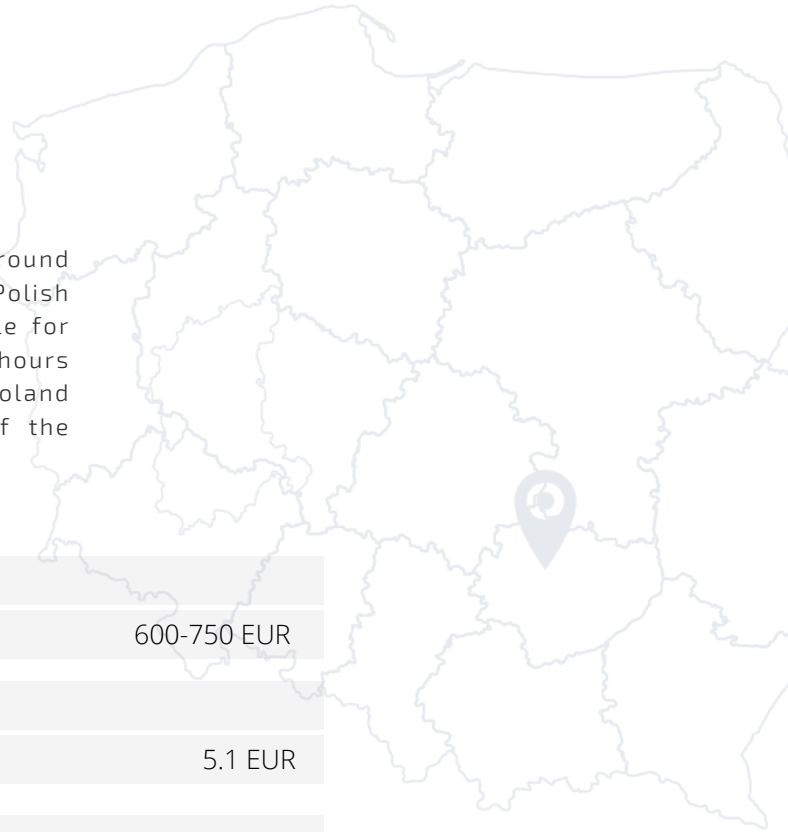 round
Polish
e for
hours
oland
f the
600-750 EUR
5.1 EUR